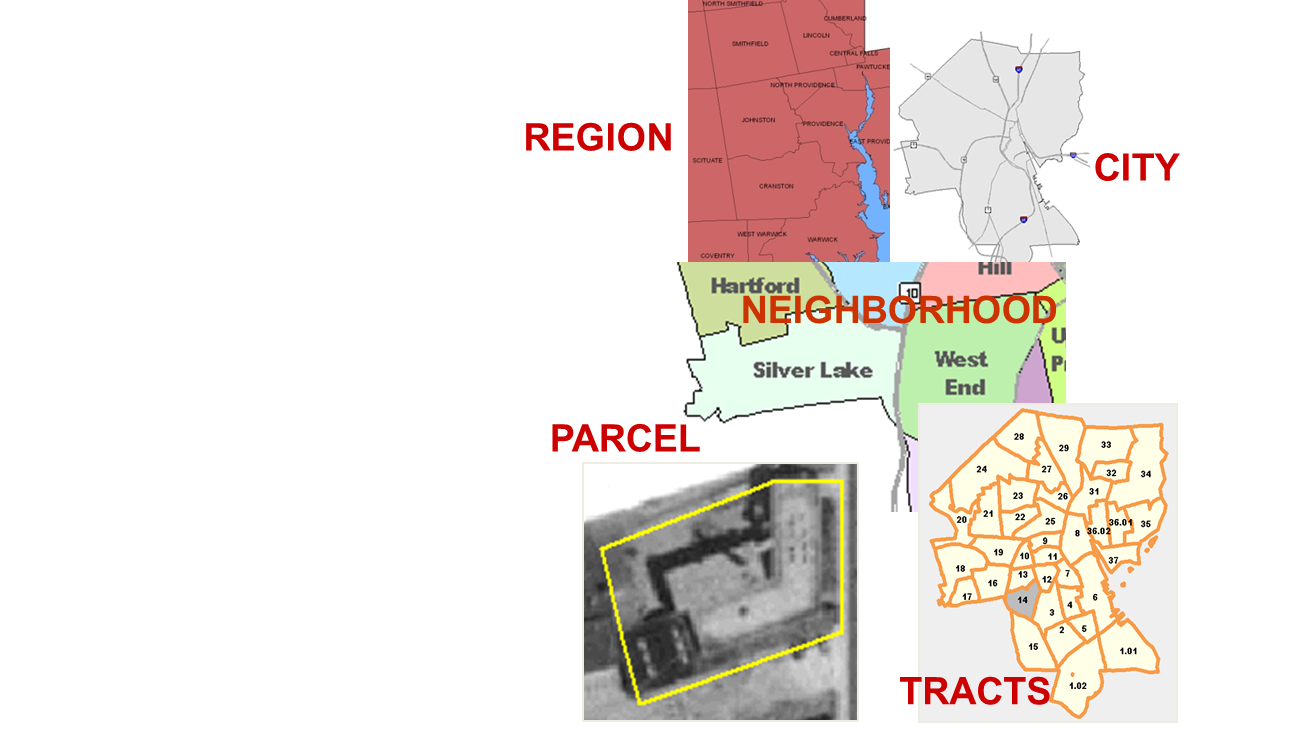 NORTH SMITHFIELD
CUMBERLAND
LINCOLN
SMITHFIELD
CENTRAL FALLS
PAWTUCKE
NORTH PROVIDENCE
JOHNSTON
PROVIDENCE
EAST PROVID
SCITUATE
CRANSTON
WEST WARWICK
WARWICK
COVENTRY
REGION
CITY
Hill
Hartford
10
NEIGHBORHOOD
Silver Lake
West
End
U
P
PARCEL
28
29
33
24
27
32
34
31
23
26
20
21
22
25
36.01
35
8
36.02
9
19
10
11
37
18
13
7
16
12
17
14
6
3
4
2
5
15
1.01
1.02
TRACTS